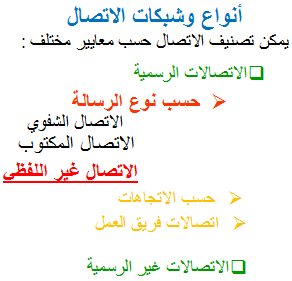 أنواع وشبكات الاتصال
يمكن تصنيف الاتصال حسب معايير مختلف :
الاتصالات الرسمية
حسب نوع الرسالة
الاتصال الشفوي
الاتصال المكتوب
الاتصال غير اللفظي
حسب الاتجاهات
اتصالات فريق العمل
الاتصالات غير الرسمية